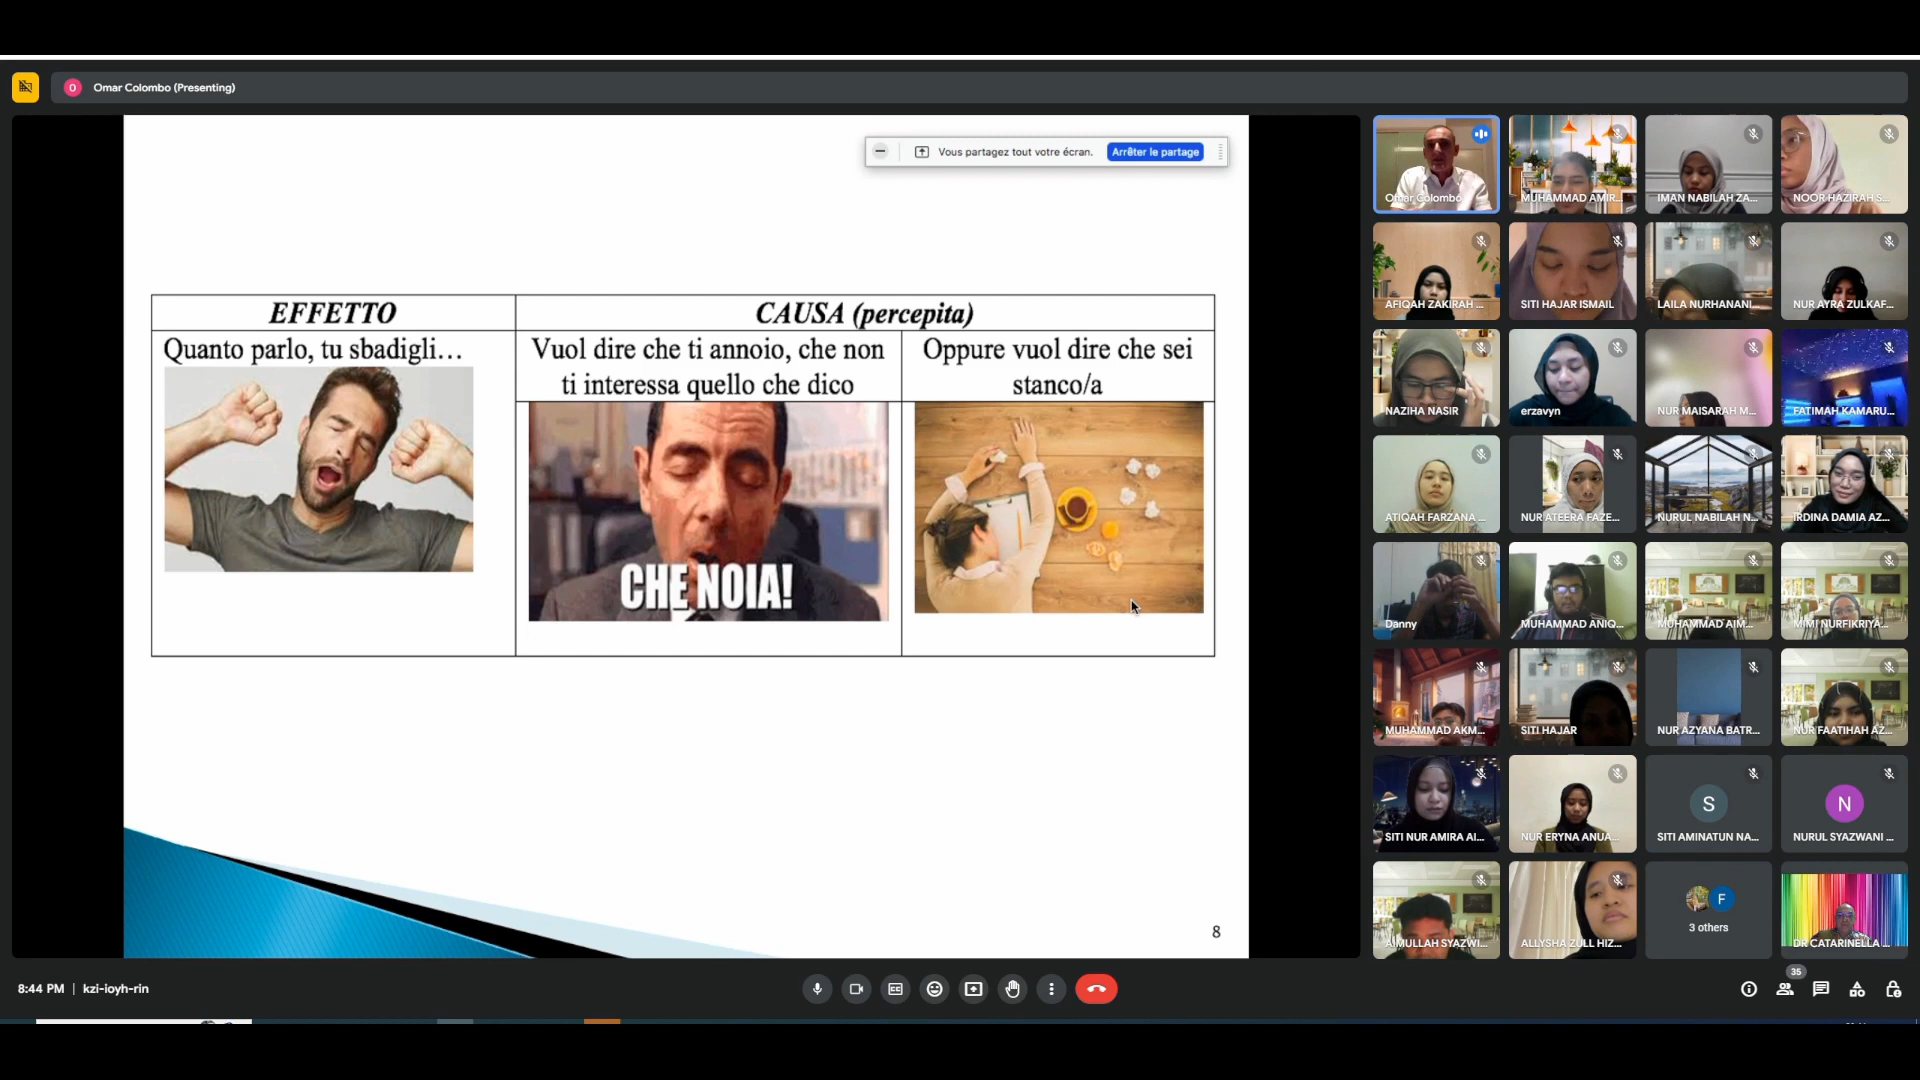 Omar Colombo (Presenting)
O
Vous partagez tout votre écran.
Arrêter le partage
EFFETTO
CAUSA (percepita)
Quanto parlo, tu sbadigli…
Vuol dire che ti annoio, che non
ti interessa quello che dico
Oppure vuol dire che sei
stanco/a
CHE NOIA!
8
Omar Colombo
MUHAMMAD AMIR...
IMAN NABILAH ZA...
NOOR HAZIRAH S...
AFIQAH ZAKIRAH ...
SITI HAJAR ISMAIL
LAILA NURHANANI...
NUR AYRA ZULKAF...
NAZIHA NASIR
erzavyn
NUR MAISARAH M...
FATIMAH KAMARU...
ATIQAH FARZANA ...
NUR ATEERA FAZE...
NURUL NABILAH N...
IRDINA DAMIA AZ...
Danny
MUHAMMAD ANIQ...
MUHAMMAD AIM...
MIMI NURFIKRIYA...
MUHAMMAD AKM...
SITI HAJAR
NUR AZYANA BATR...
NUR FAATIHAH AZ...
SITI NUR AMIRA AI...
NUR ERYNA ANUA...
S
SITI AMINATUN NA...
N
NURUL SYAZWANI ...
AIMULLAH SYAZWI...
ALLYSHA ZULL HIZ...
F
3 others
DR CATARINELLA ...
8:44 PM | kzi-ioyh-rin
35